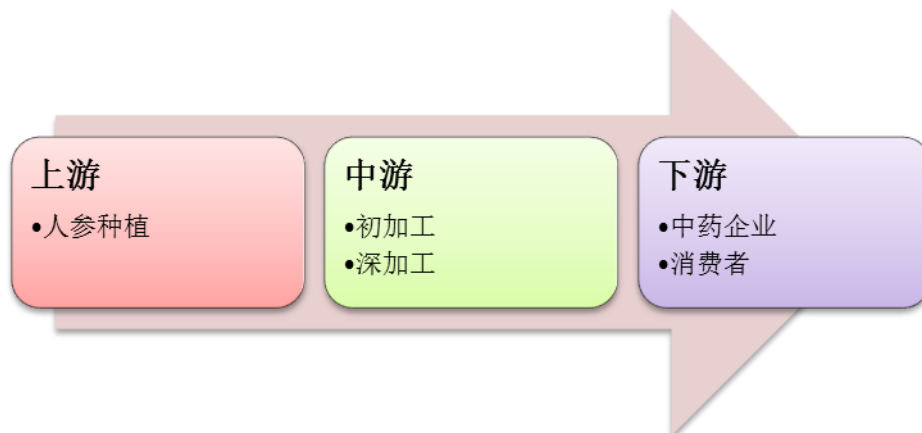 上游
•人参种植
中游
•初加工
•深加工
下游
•中药企业
•消费者